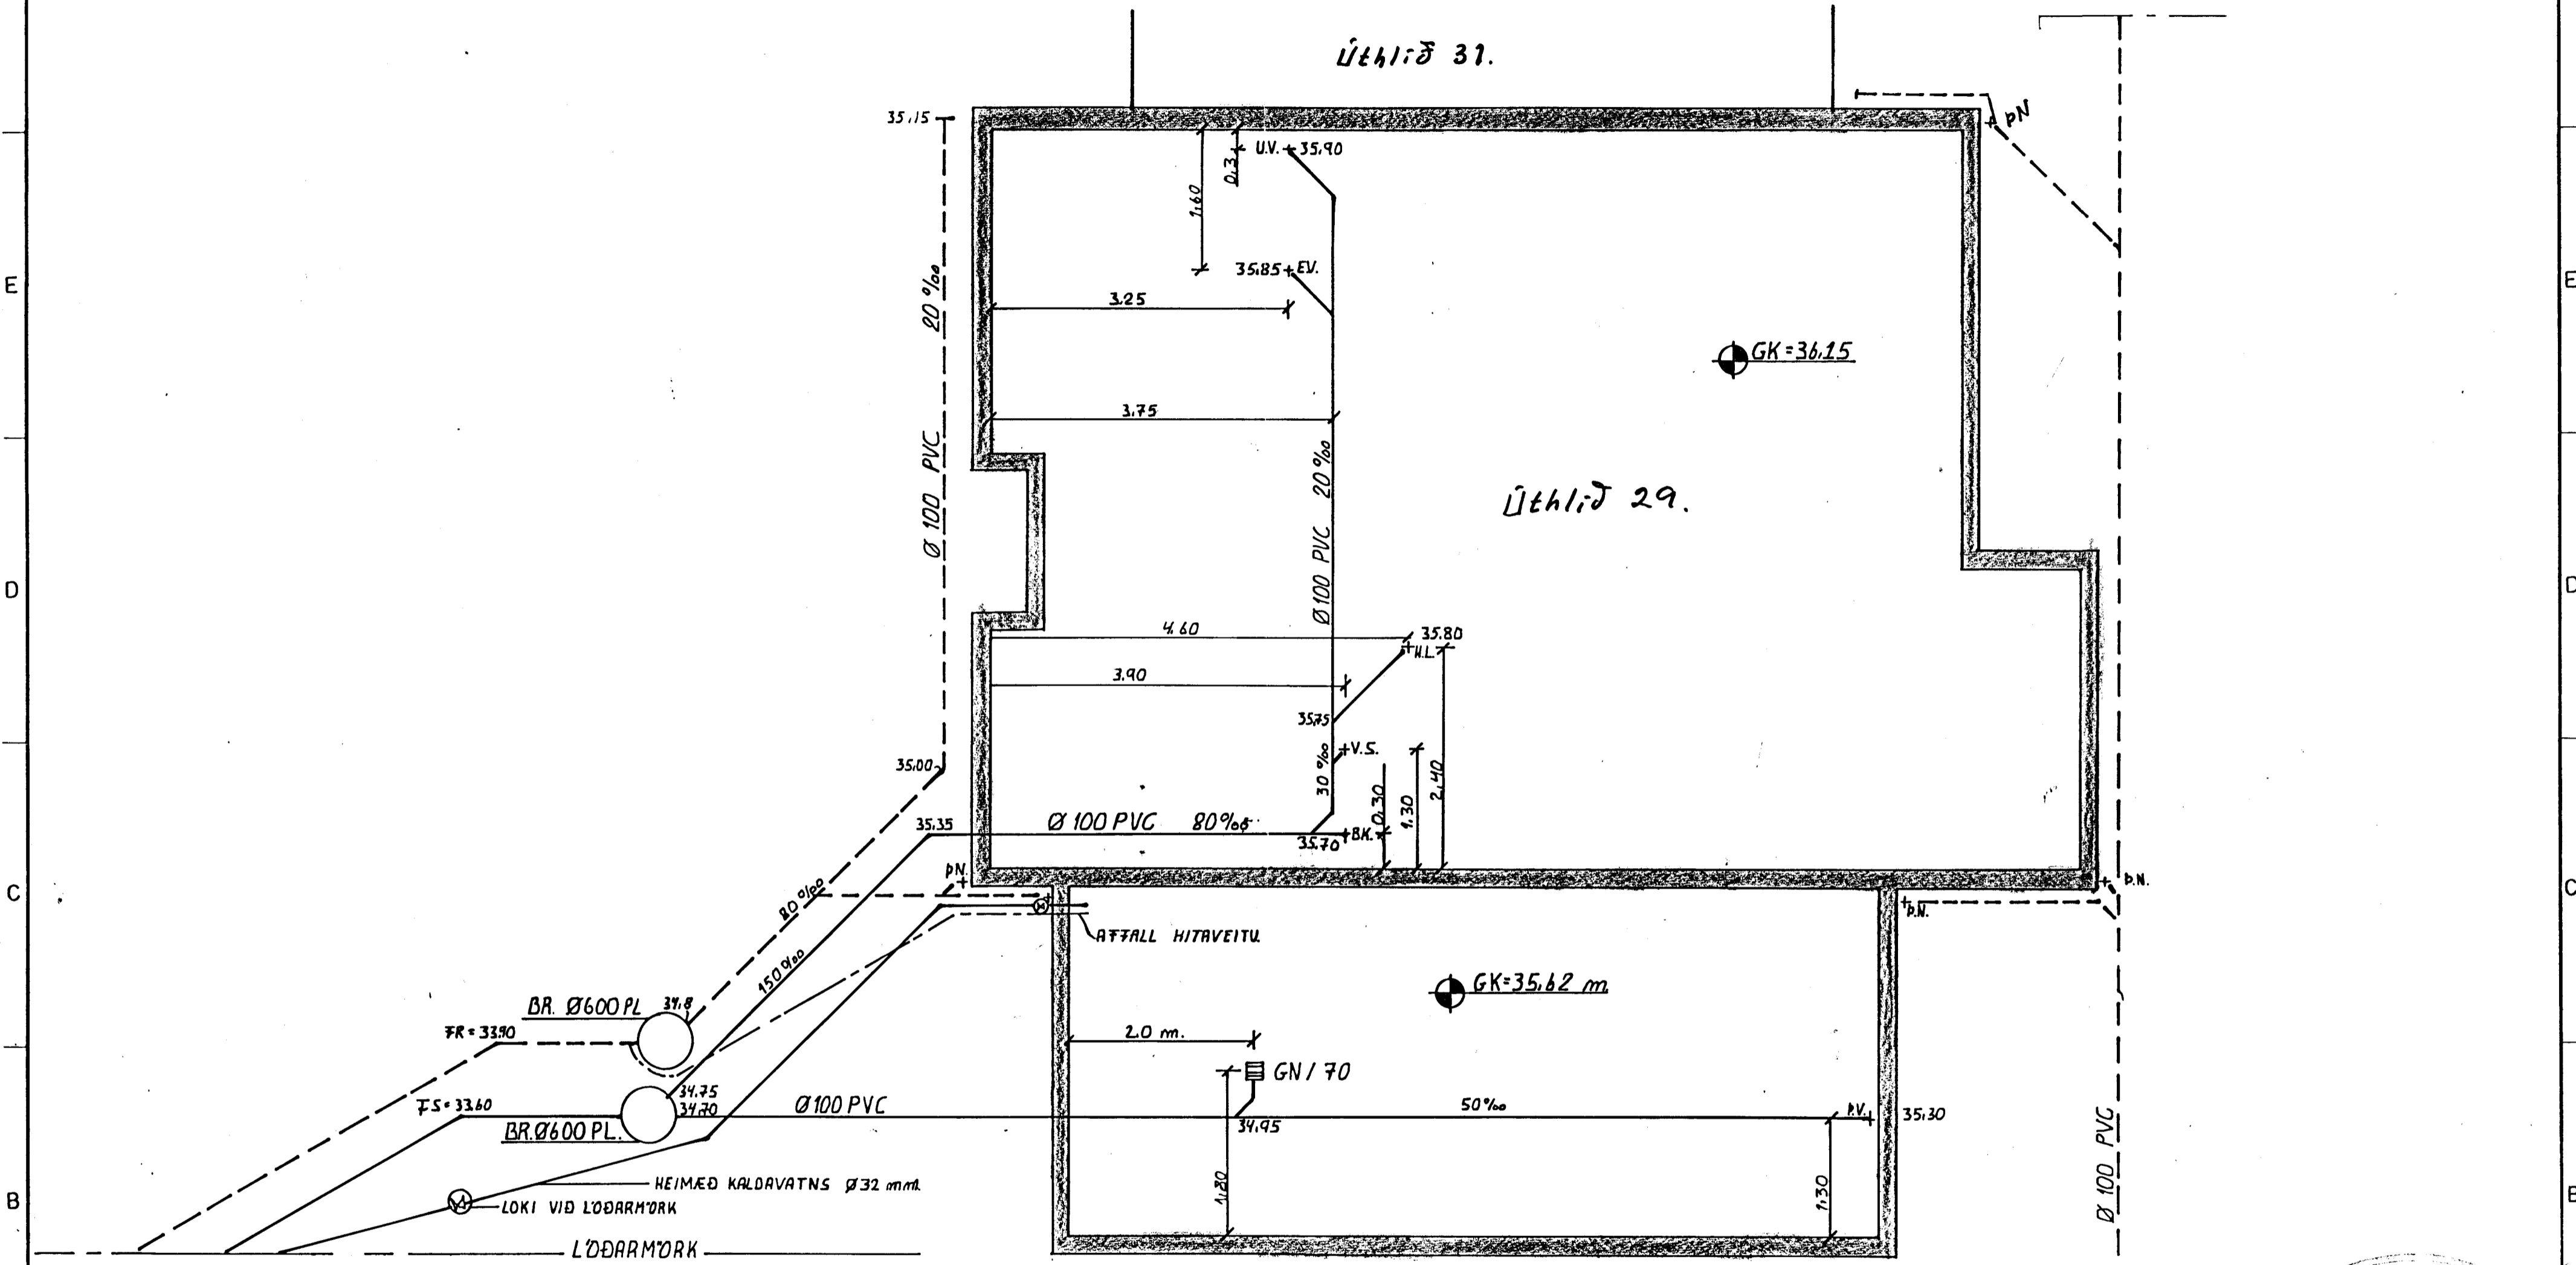 Úthlíð 31.
35,15
þN
U.V. 35,90
0,3
1,60
E
E
35,85 EV.
20 ‰
3,25
GK=36,15
3,75
Ø 100 PVC
20 ‰
Úthlíð 29.
Ø 100 PVC
D
D
4,60
35,80
H.L.
3,90
35,75
V.S.
30 ‰
35,00
2,40
0,30
1,30
35,35
Ø 100 PVC 80‰
BK.
35,70
þN.
Þ.N.
C
C
80 ‰
Þ.N.
AFFALL HITAVEITU.
150 ‰
GK=35,62 m.
BR. Ø600 PL
34,8
FR = 33,90
2,0 m.
GN / 70
34,75
FS = 33,60
34,70
Ø100 PVC
50‰
Þ.V.
35,30
34,95
BR. Ø600 PL.
Ø 100 PVC
HEIMÆÐ KALDAVATNS Ø32 mm.
1,80
1,30
B
B
LOKI VIÐ LÓÐARMÖRK
LÓÐARMÖRK